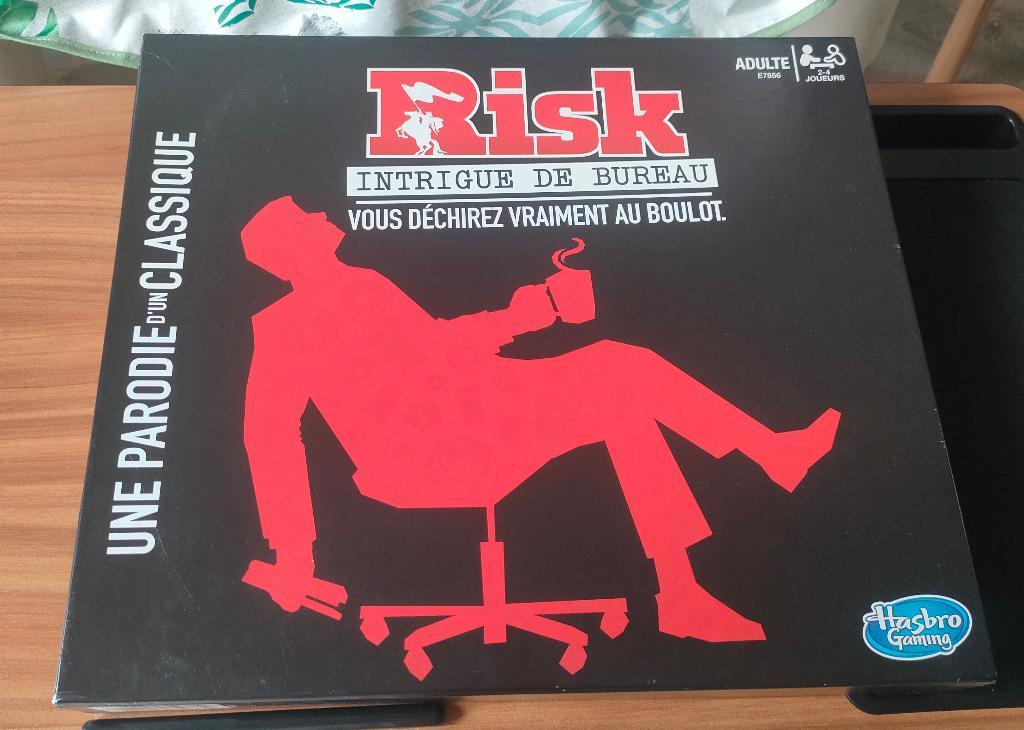 UNE PARODIE D'UN CLASSIQUE
Risk
INTRIGUE DE BUREAU
VOUS DÉCHIREZ VRAIMENT AU BOULOT.
ADULTE
E7856
2-4
JOUEURS
Hasbro
Gaming